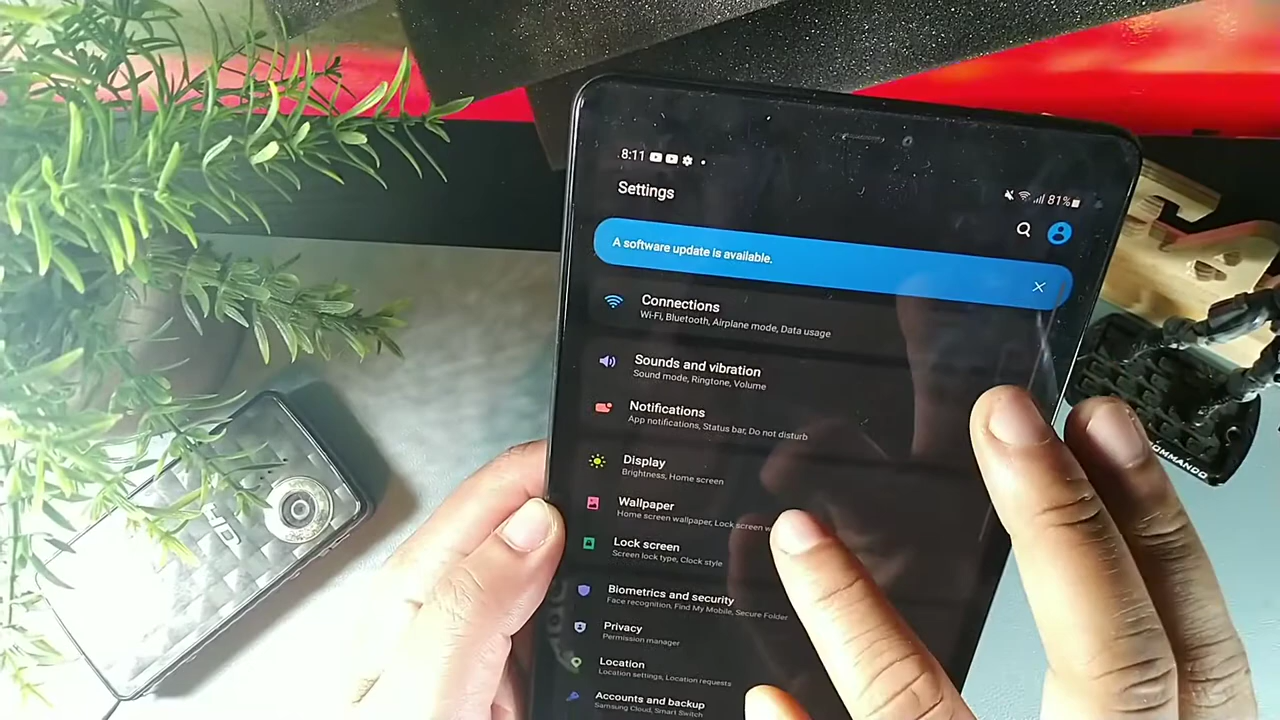 8:11
81%
Settings
A software update is available.
Connections
Wi-Fi, Bluetooth, Airplane mode, Data usage
Sounds and vibration
Sound mode, Ringtone, Volume
Notifications
App notifications, Status bar, Do not disturb
Display
Brightness, Home screen
Wallpaper
Home screen wallpaper, Lock screen
Lock screen
Screen lock type, Clock style
Biometrics and security
Face recognition, Find My Mobile, Secure Folder
Privacy
Permission manager
Location
Location settings, Location requests
Accounts and backup
Samsung Cloud, Smart Switch